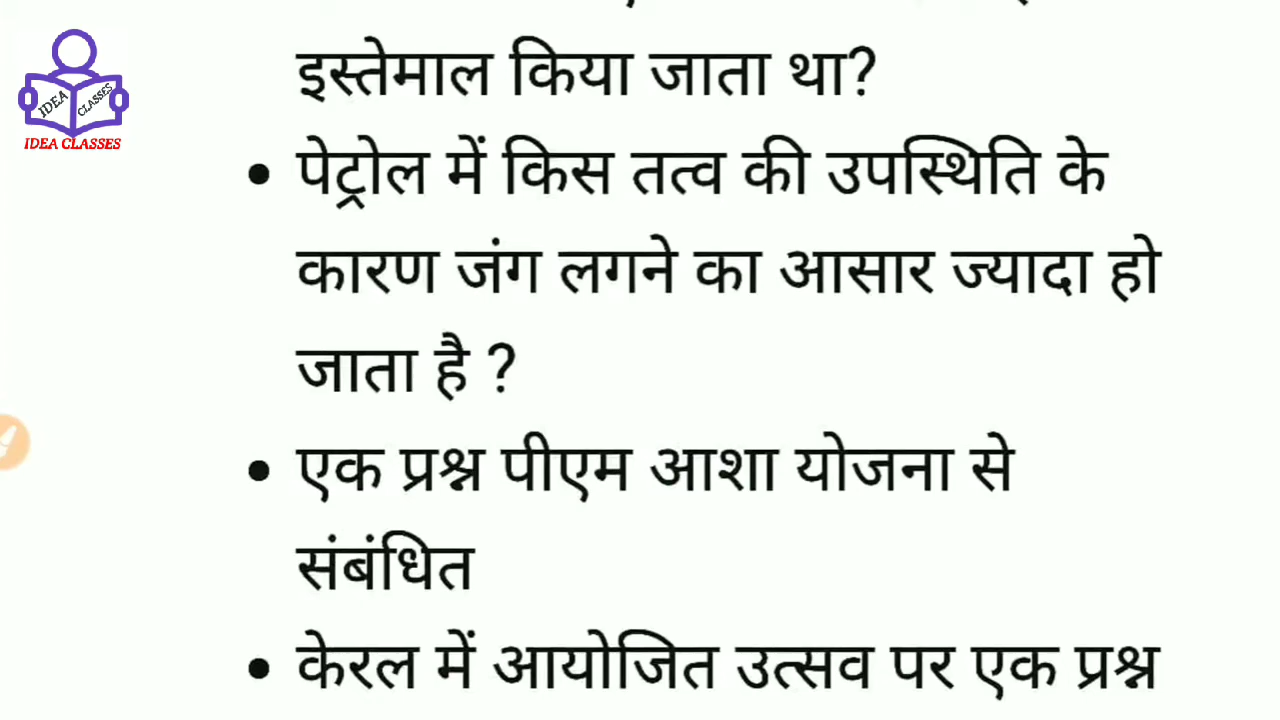 इस्तेमाल किया जाता था?
IDEA CLASSES
IDEA CLASSES
• पेट्रोल में किस तत्व की उपस्थिति के
कारण जंग लगने का आसार ज्यादा हो
जाता है ?
• एक प्रश्न पीएम आशा योजना से
संबंधित
• केरल में आयोजित उत्सव पर एक प्रश्न